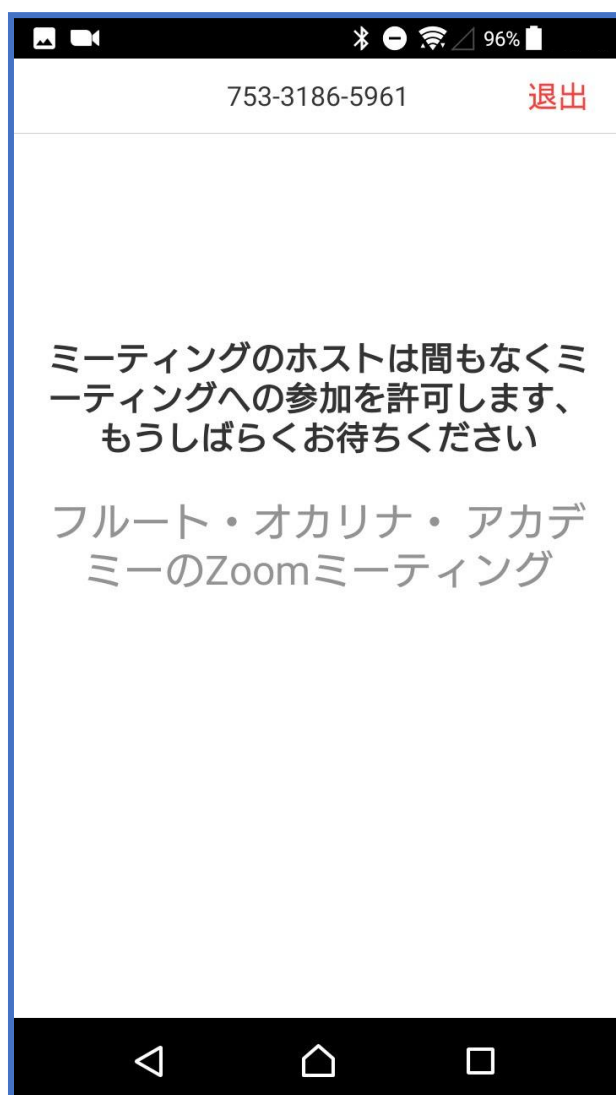 96%
753-3186-5961 退出
ミーティングのホストは間もなくミ
ーティングへの参加を許可します、
もうしばらくお待ちください
フルート・オカリナ・ アカデ
ミーのZoomミーティング